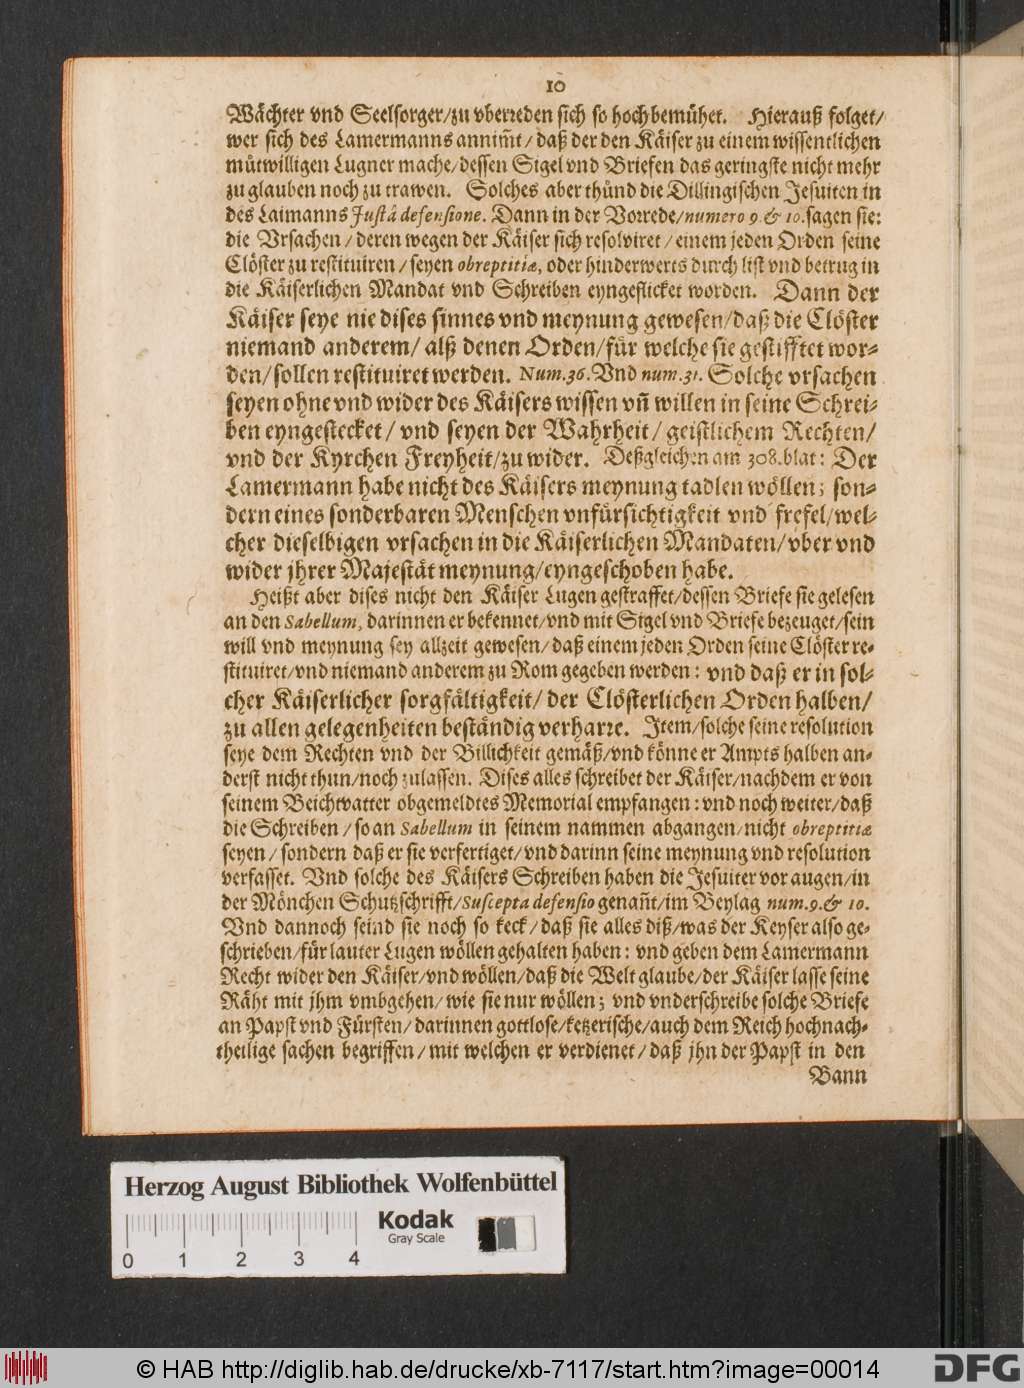 10
Wächter vnd Seelsorger/zu vberreden sich so hoch bemühet. Hierauß folget/
wer sich des Lamermanns annim̃t/ daß der den Käiser zu einem wissentlichen
mütwilligen Lugner mache/dessen Sigel vnd Briefen das geringste nicht mehr
zu glauben noch zu trawen. Solches aber thünd die Dillingischen Jesuiten in
des Laimanns Justâ defensione. Dann in der Vorrede/numero 9. & 10. sagen sie:
die Vrsachen/deren wegen der Käiser sich resolviret/einem jeden Orden seine
Clöster zu restituiren/seyen obreptitiæ, oder hinderwerts durch list vnd betrug in
die Käiserlichen Mandat vnd Schreiben eyngeflicket worden. Dann der
Käiser seye nie dises sinnes vnd meynung gewesen/daß die Clöster
niemand anderem/ alß denen Orden/für welche sie gestifftet wor-
den/sollen restituiret werden. Num.36. Vnd num.31. Solche vrsachen
seyen ohne vnd wider des Käisers wissen vñ willen in seine Schrei-
ben eyngestecket/ vnd seyen der Wahrheit/ geistlichem Rechten/
vnd der Kyrchen Freyheit/zu wider. Deßgleichen am 308. blat: Der
Lamermann habe nicht des Käisers meynung tadlen wöllen; son-
dern eines sonderbaren Menschen vnfürsichtigkeit vnd frefel/wel-
cher dieselbigen vrsachen in die Käiserlichen Mandaten/vber vnd
wider jhrer Majestät meynung/eyngeschoben habe.
Heißt aber dises nicht den Käiser Lugen gestraffet/dessen Briefe sie gelesen
an den Sabellum, darinnen er bekennet/vnd mit Sigel vnd Briefe bezeuget/sein
will vnd meynung sey allzeit gewesen/daß einem jeden Orden seine Clöster re-
stituiret/vnd niemand anderem zu Rom gegeben werden: vnd daß er in sol-
cher Käiserlicher sorgfältigkeit/ der Clösterlichen Orden halben/
zu allen gelegenheiten beständig verharre. Item/solche seine resolution
seye dem Rechten vnd der Billichkeit gemäß/vnd könne er Ampts halben an-
derst nicht thun/noch zulassen. Dises alles schreibet der Käiser/nachdem er von
seinem Beichtvatter obgemeldtes Memorial empfangen: vnd noch weiter/daß
die Schreiben/so an Sabellum in seinem nammen abgangen/nicht obreptitiæ
seyen/sondern daß er sie verfertiget/vnd darinn seine meynung vnd resolution
verfasset. Vnd solche des Käisers Schreiben haben die Jesuiter vor augen/in
der Mönchen Schutzschrifft/Suscepta defensio genañt/im Beylag num.9. & 10.
Vnd dannoch seind sie noch so keck/daß sie alles diß/was der Keyser also ge-
schrieben/für lauter Lugen wöllen gehalten haben: vnd geben dem Lamermann
Recht wider den Käiser/vnd wöllen/daß die Welt glaube/der Käiser lasse seine
Räht mit jhm vmbgehen/wie sie nur wöllen; vnd vnderschreibe solche Briefe
an Papst vnd Fürsten/darinnen gottlose/ketzerische/auch dem Reich hochnach-
theilige sachen begriffen/mit welchen er verdienet/daß jhn der Papst in den
Bann
Herzog August Bibliothek Wolfenbüttel
Kodak
Gray Scale
0 1 2 3 4
© HAB http://diglib.hab.de/drucke/xb-7117/start.htm?image=00014
DFG